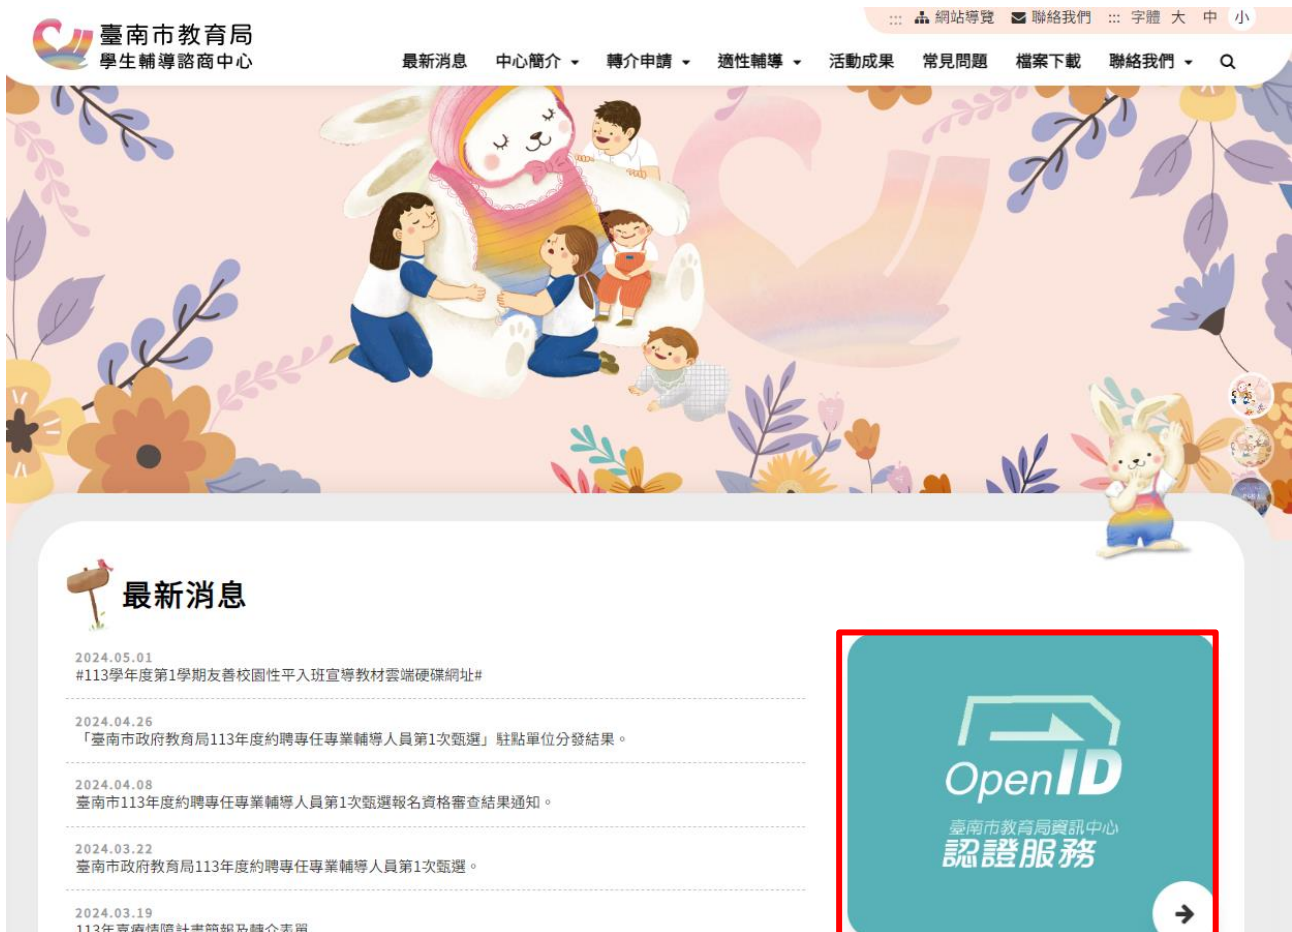 ::: 網站導覽 聯絡我們 ::: 字體 大 中 小
臺南市教育局
學生輔導諮商中心
最新消息 中心簡介 轉介申請 適性輔導 活動成果 常見問題 檔案下載 聯絡我們
最新消息
2024.05.01
#113學年度第1學期友善校園性平入班宣導教材雲端硬碟網址#
2024.04.26
「臺南市政府教育局113年度約聘專任專業輔導人員第1次甄選」駐點單位分發結果。
2024.04.08
臺南市113年度約聘專任專業輔導人員第1次甄選報名資格審查結果通知。
2024.03.22
臺南市政府教育局113年度約聘專任專業輔導人員第1次甄選。
2024.03.19
OpenID
臺南市教育局資訊中心
認證服務